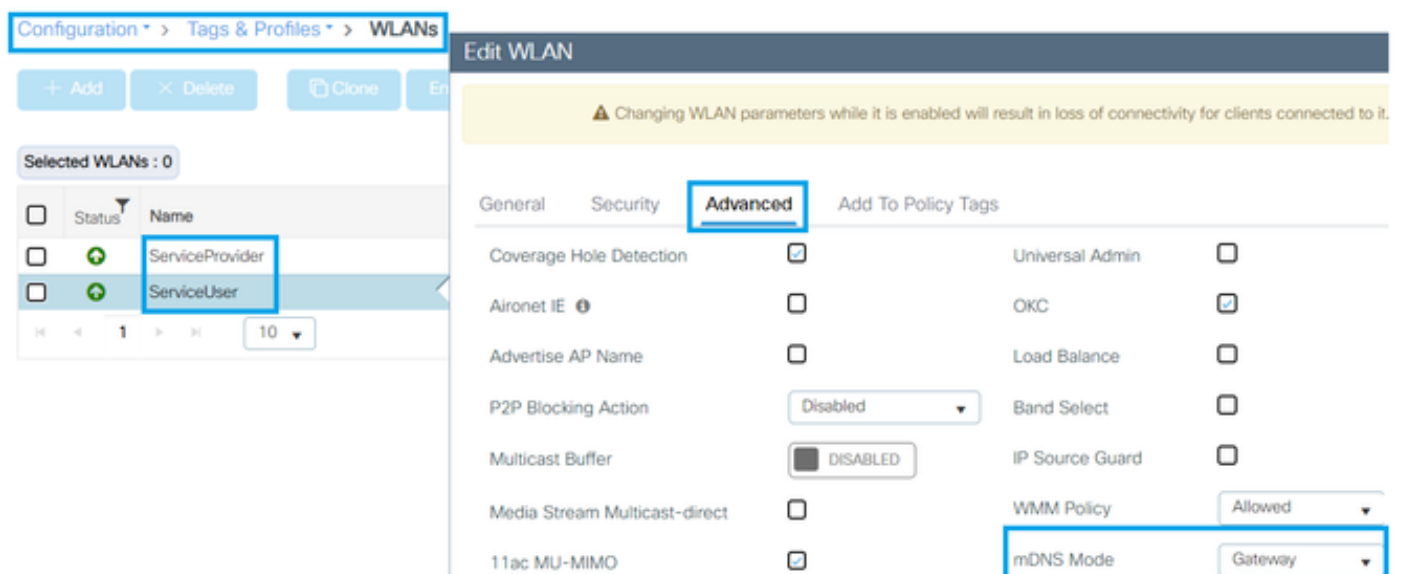 Configuration > Tags & Profiles > WLANs
+ Add
× Delete
Clone
En
Selected WLANs : 0
Status Name
ServiceProvider
ServiceUser
1 10
Edit WLAN
Changing WLAN parameters while it is enabled will result in loss of connectivity for clients connected to it.
General Security Advanced Add To Policy Tags
Coverage Hole Detection Universal Admin
Aironet IE OKC
Advertise AP Name Load Balance
P2P Blocking Action Disabled Band Select
Multicast Buffer DISABLED IP Source Guard
Media Stream Multicast-direct WMM Policy Allowed
11ac MU-MIMO mDNS Mode Gateway